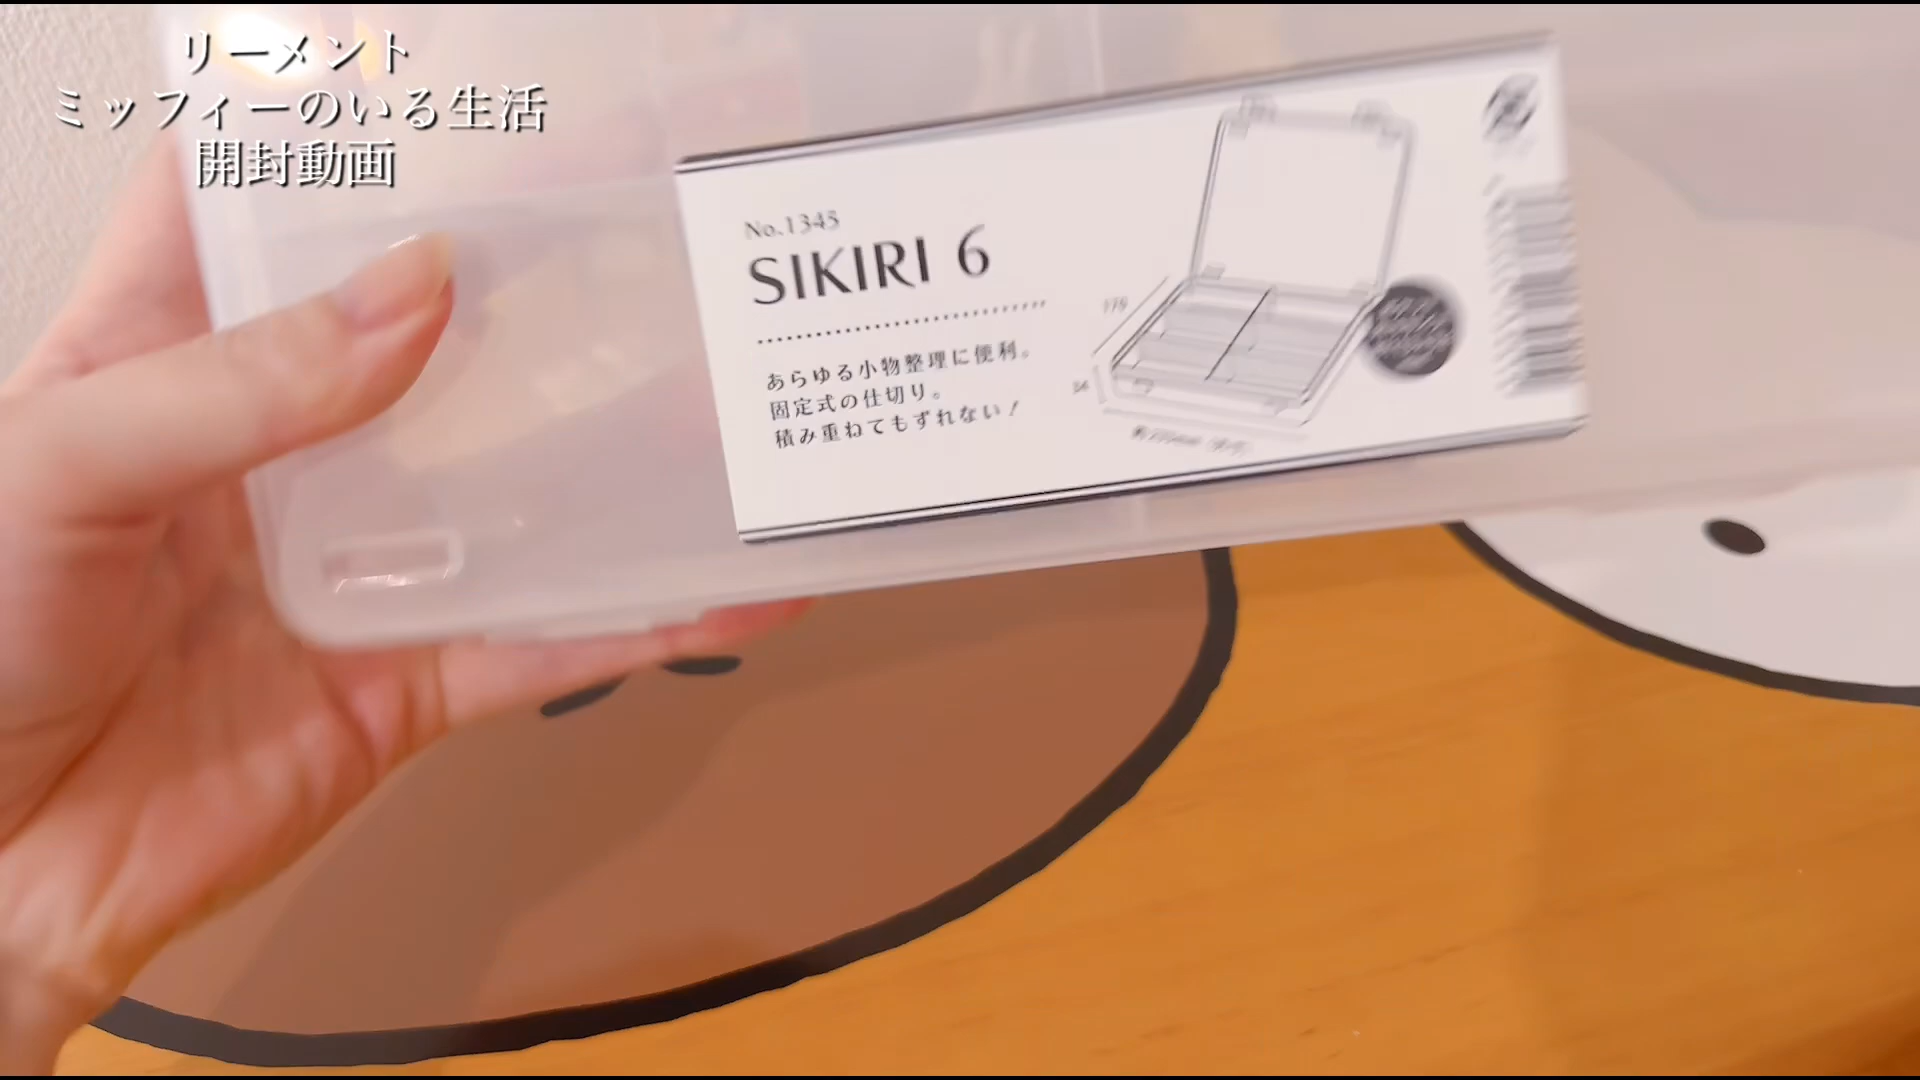 リーメント
ミッフィーのいる生活
開封動画
No.1345
SIKIRI 6
あらゆる小物整理に便利。
固定式の仕切り。
積み重ねてもずれない!
179